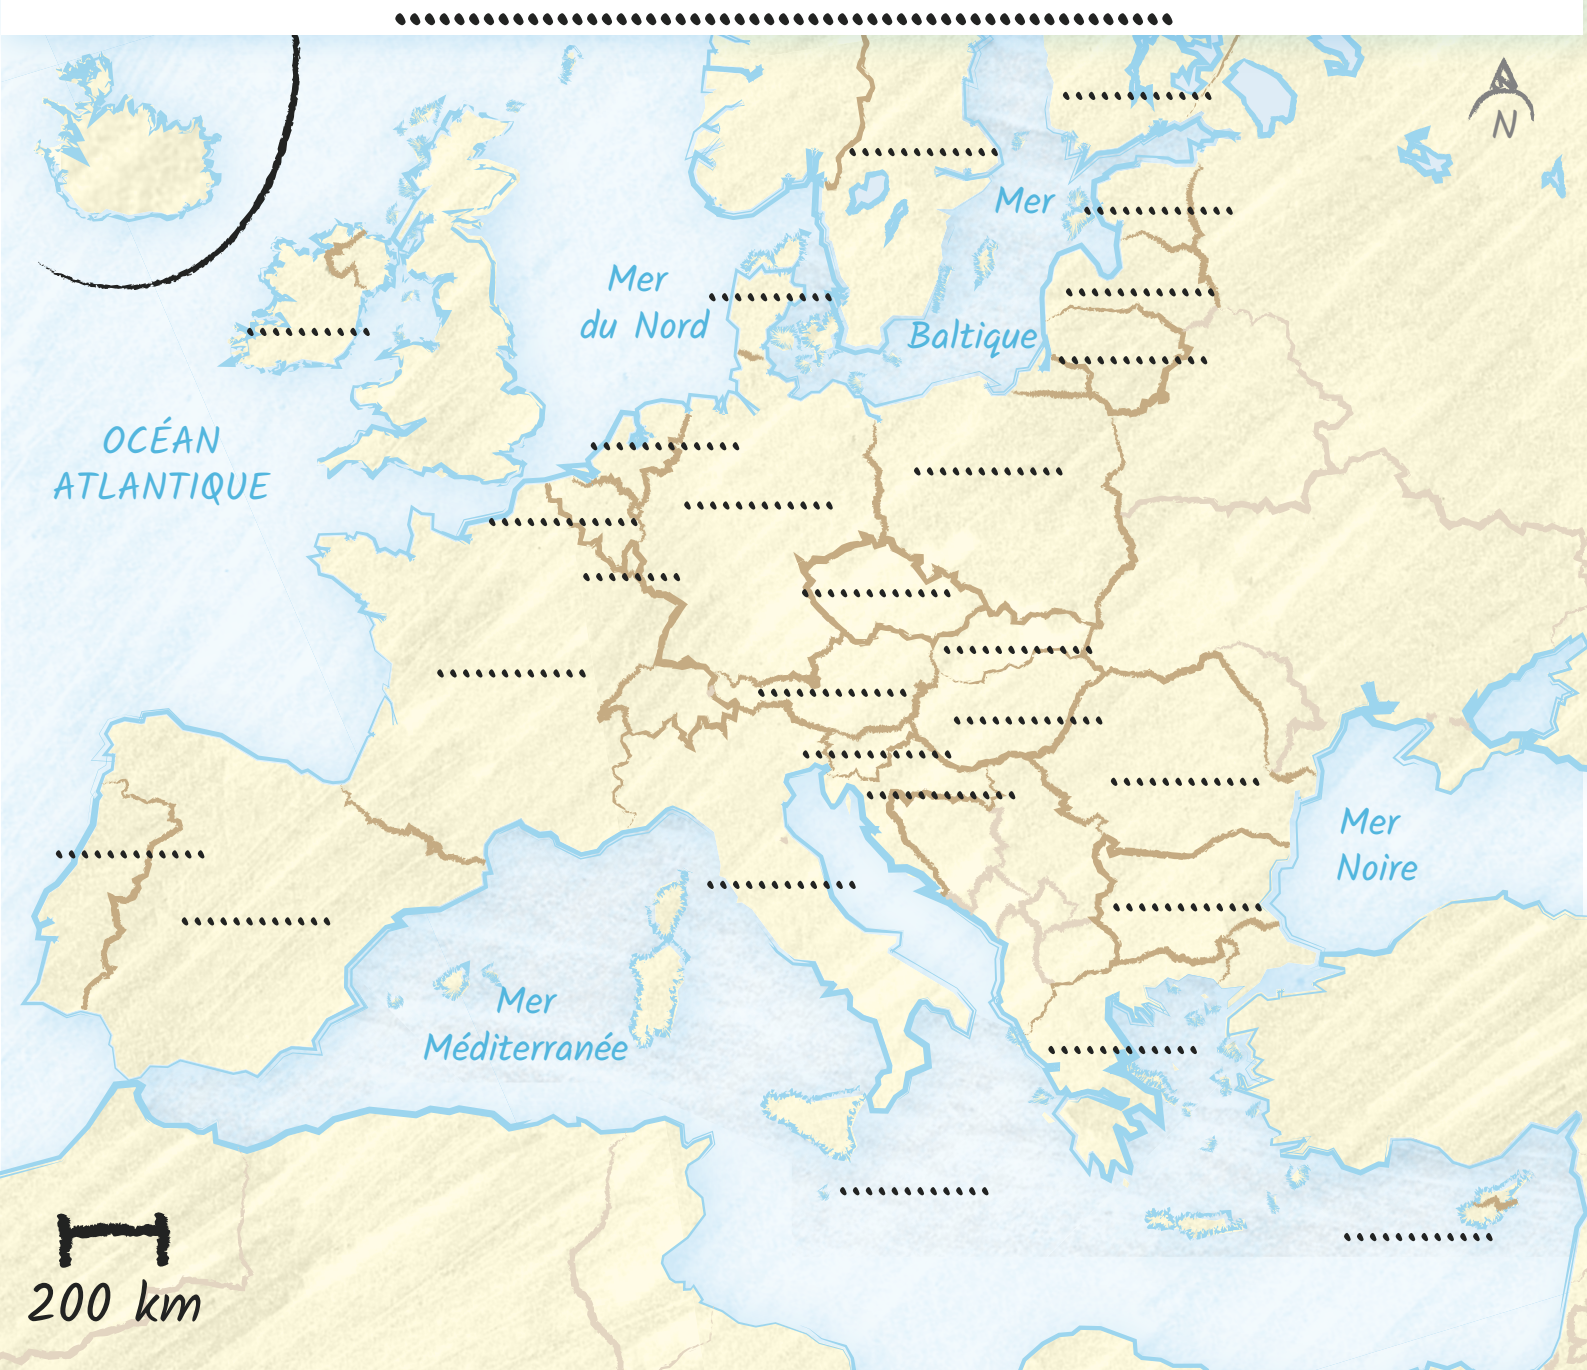 N
Mer
Baltique
Mer
du Nord
OCÉAN
ATLANTIQUE
Mer
Noire
Mer
Méditerranée
200 km